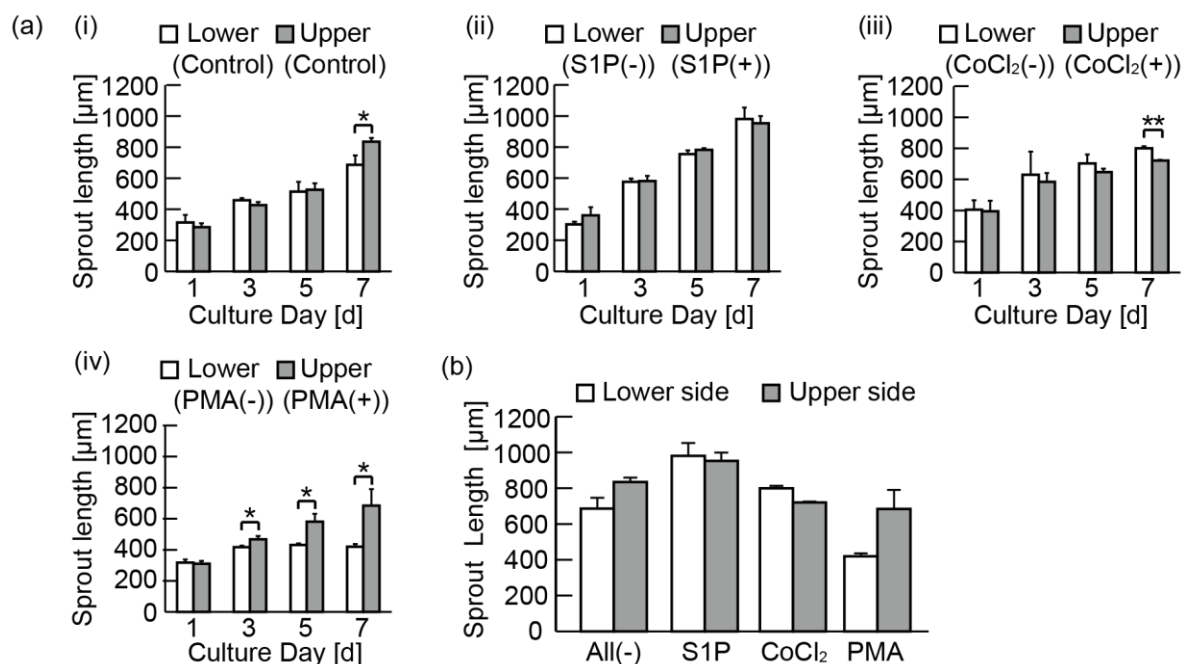 (a) (i) Lower Upper
(Control) (Control)
Sprout length [µm]
1200
1000
800
600
400
200
0
*
1 3 5 7
Culture Day [d]
(ii) Lower Upper
(S1P(-)) (S1P(+))
Sprout length [µm]
1200
1000
800
600
400
200
0
1 3 5 7
Culture Day [d]
(iii) Lower Upper
(CoCl₂(-)) (CoCl₂(+))
Sprout length [µm]
1200
1000
800
600
400
200
0
**
1 3 5 7
Culture Day [d]
(iv) Lower Upper
(PMA(-)) (PMA(+))
Sprout length [µm]
1200
1000
800
600
400
200
0
* * *
1 3 5 7
Culture Day [d]
(b) Lower side Upper side
Sprout Length [µm]
1200
1000
800
600
400
200
0
All(-) S1P CoCl₂ PMA